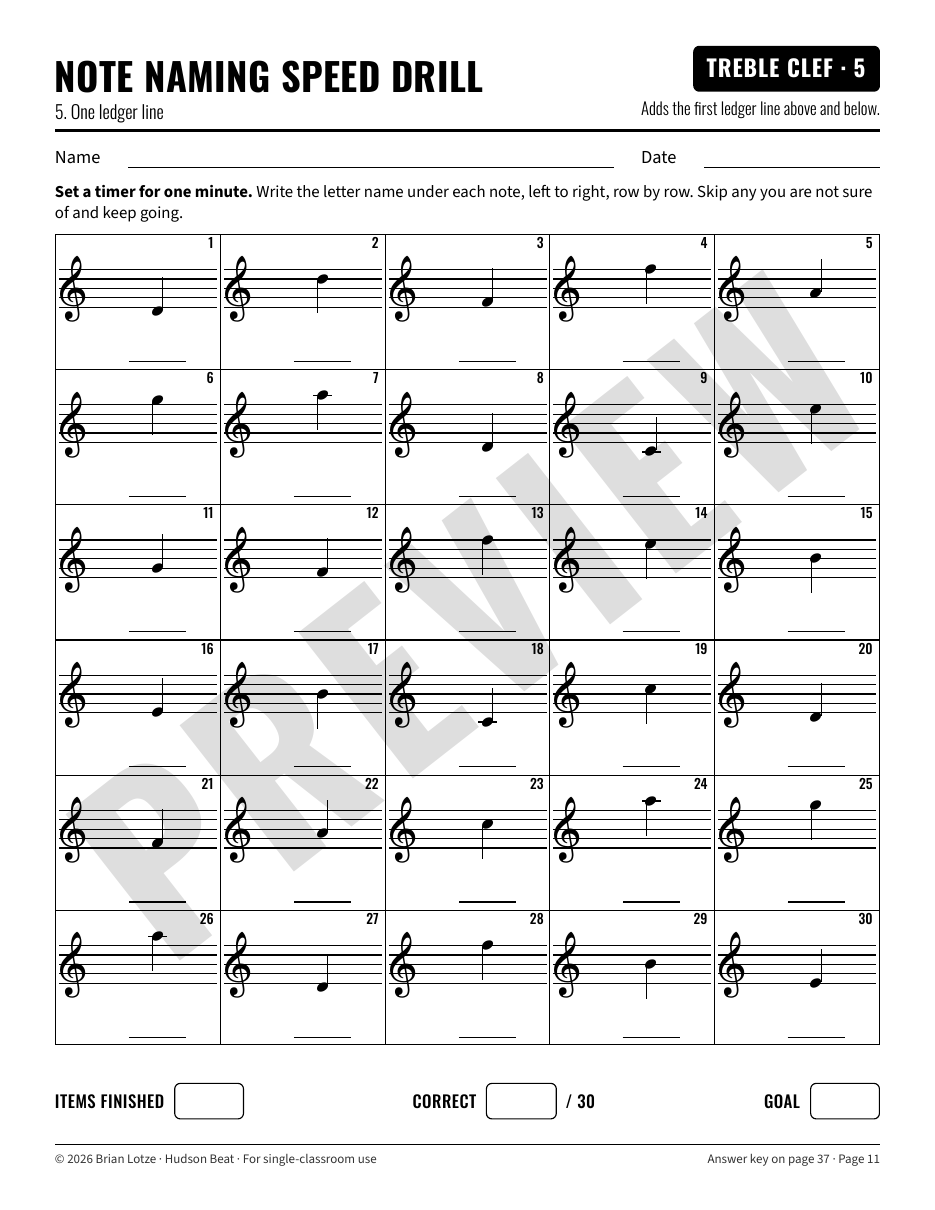 NOTE NAMING SPEED DRILL
TREBLE CLEF · 5
5. One ledger line
Adds the first ledger line above and below.
Name
Date
Set a timer for one minute. Write the letter name under each note, left to right, row by row. Skip any you are not sure
of and keep going.
1 2 3 4 5
6 7 8 9 10
11 12 13 14 15
16 17 18 19 20
21 22 23 24 25
26 27 28 29 30
PREVIEW
ITEMS FINISHED
CORRECT / 30
GOAL
© 2026 Brian Lotze · Hudson Beat · For single-classroom use
Answer key on page 37 · Page 11